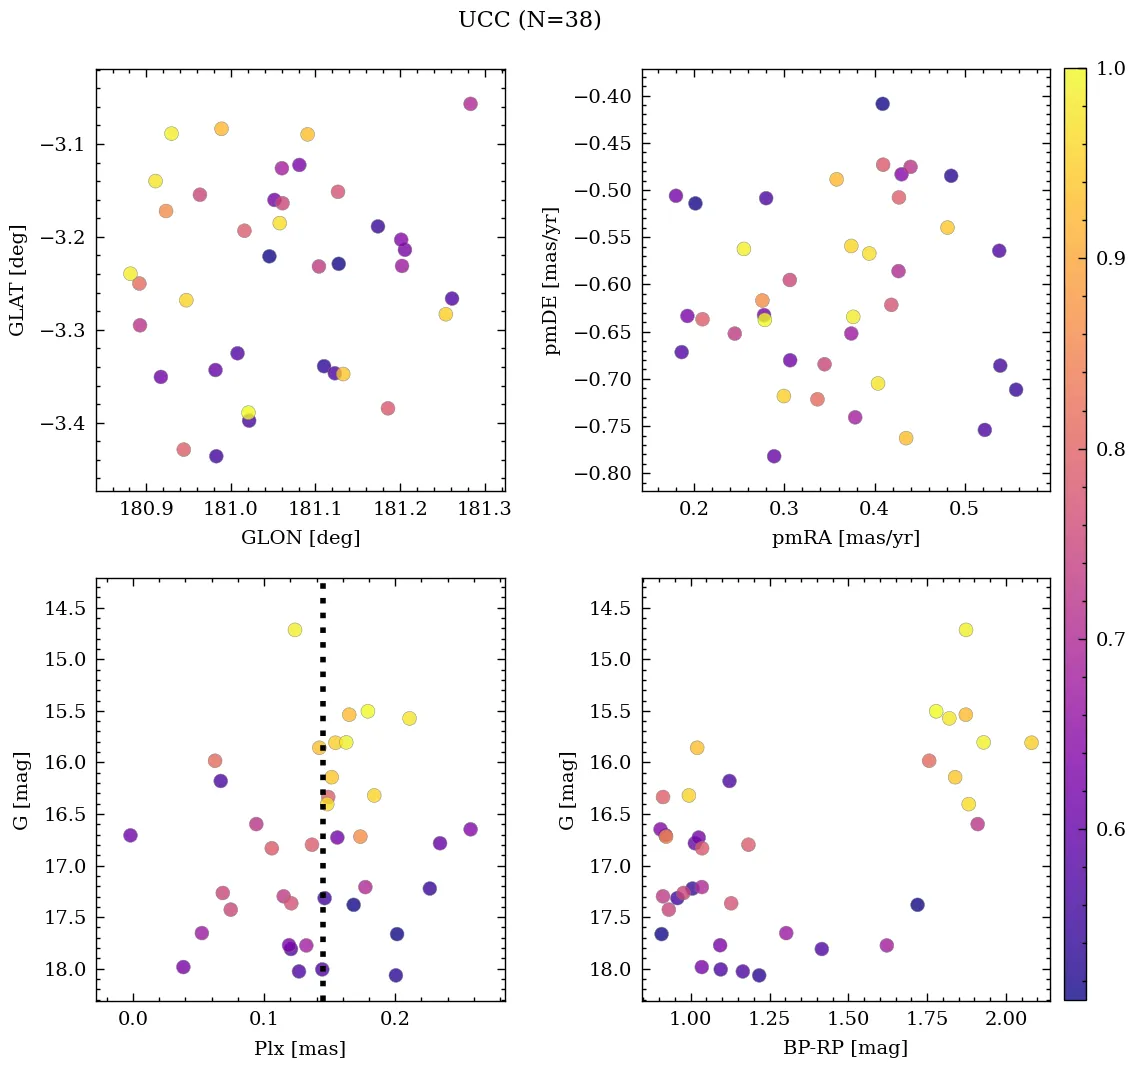 UCC (N=38)
−3.1
−3.2
−3.3
−3.4
GLAT [deg]
180.9 181.0 181.1 181.2 181.3
GLON [deg]
−0.40
−0.45
−0.50
−0.55
−0.60
−0.65
−0.70
−0.75
−0.80
pmDE [mas/yr]
0.2 0.3 0.4 0.5
pmRA [mas/yr]
1.0
0.9
0.8
0.7
0.6
14.5
15.0
15.5
16.0
16.5
17.0
17.5
18.0
G [mag]
0.0 0.1 0.2
Plx [mas]
14.5
15.0
15.5
16.0
16.5
17.0
17.5
18.0
G [mag]
1.00 1.25 1.50 1.75 2.00
BP-RP [mag]